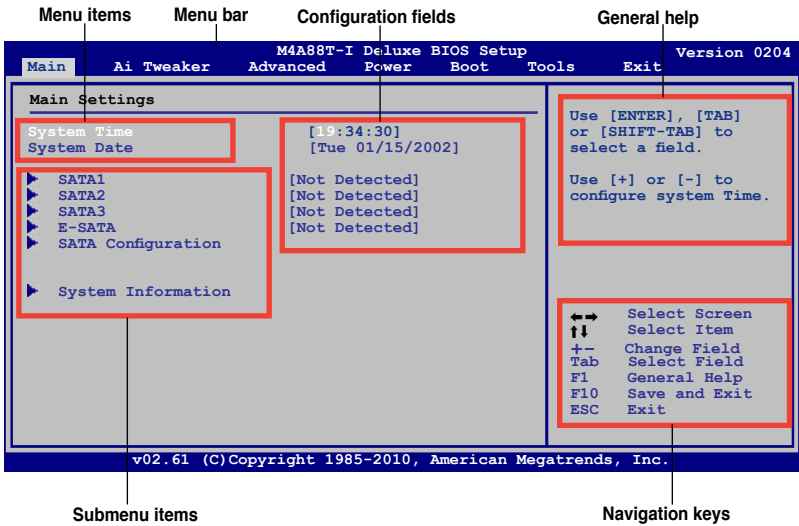 Menu items Menu bar Configuration fields General help
M4A88T-I Deluxe BIOS Setup Version 0204
Main Ai Tweaker Advanced Power Boot Tools Exit
Main Settings
System Time [19:34:30]
System Date [Tue 01/15/2002]
SATA1 [Not Detected]
SATA2 [Not Detected]
SATA3 [Not Detected]
E-SATA [Not Detected]
SATA Configuration
System Information
Use [ENTER], [TAB]
or [SHIFT-TAB] to
select a field.
Use [+] or [-] to
configure system Time.
←→ Select Screen
↑↓ Select Item
+- Change Field
Tab Select Field
F1 General Help
F10 Save and Exit
ESC Exit
v02.61 (C)Copyright 1985-2010, American Megatrends, Inc.
Submenu items Navigation keys